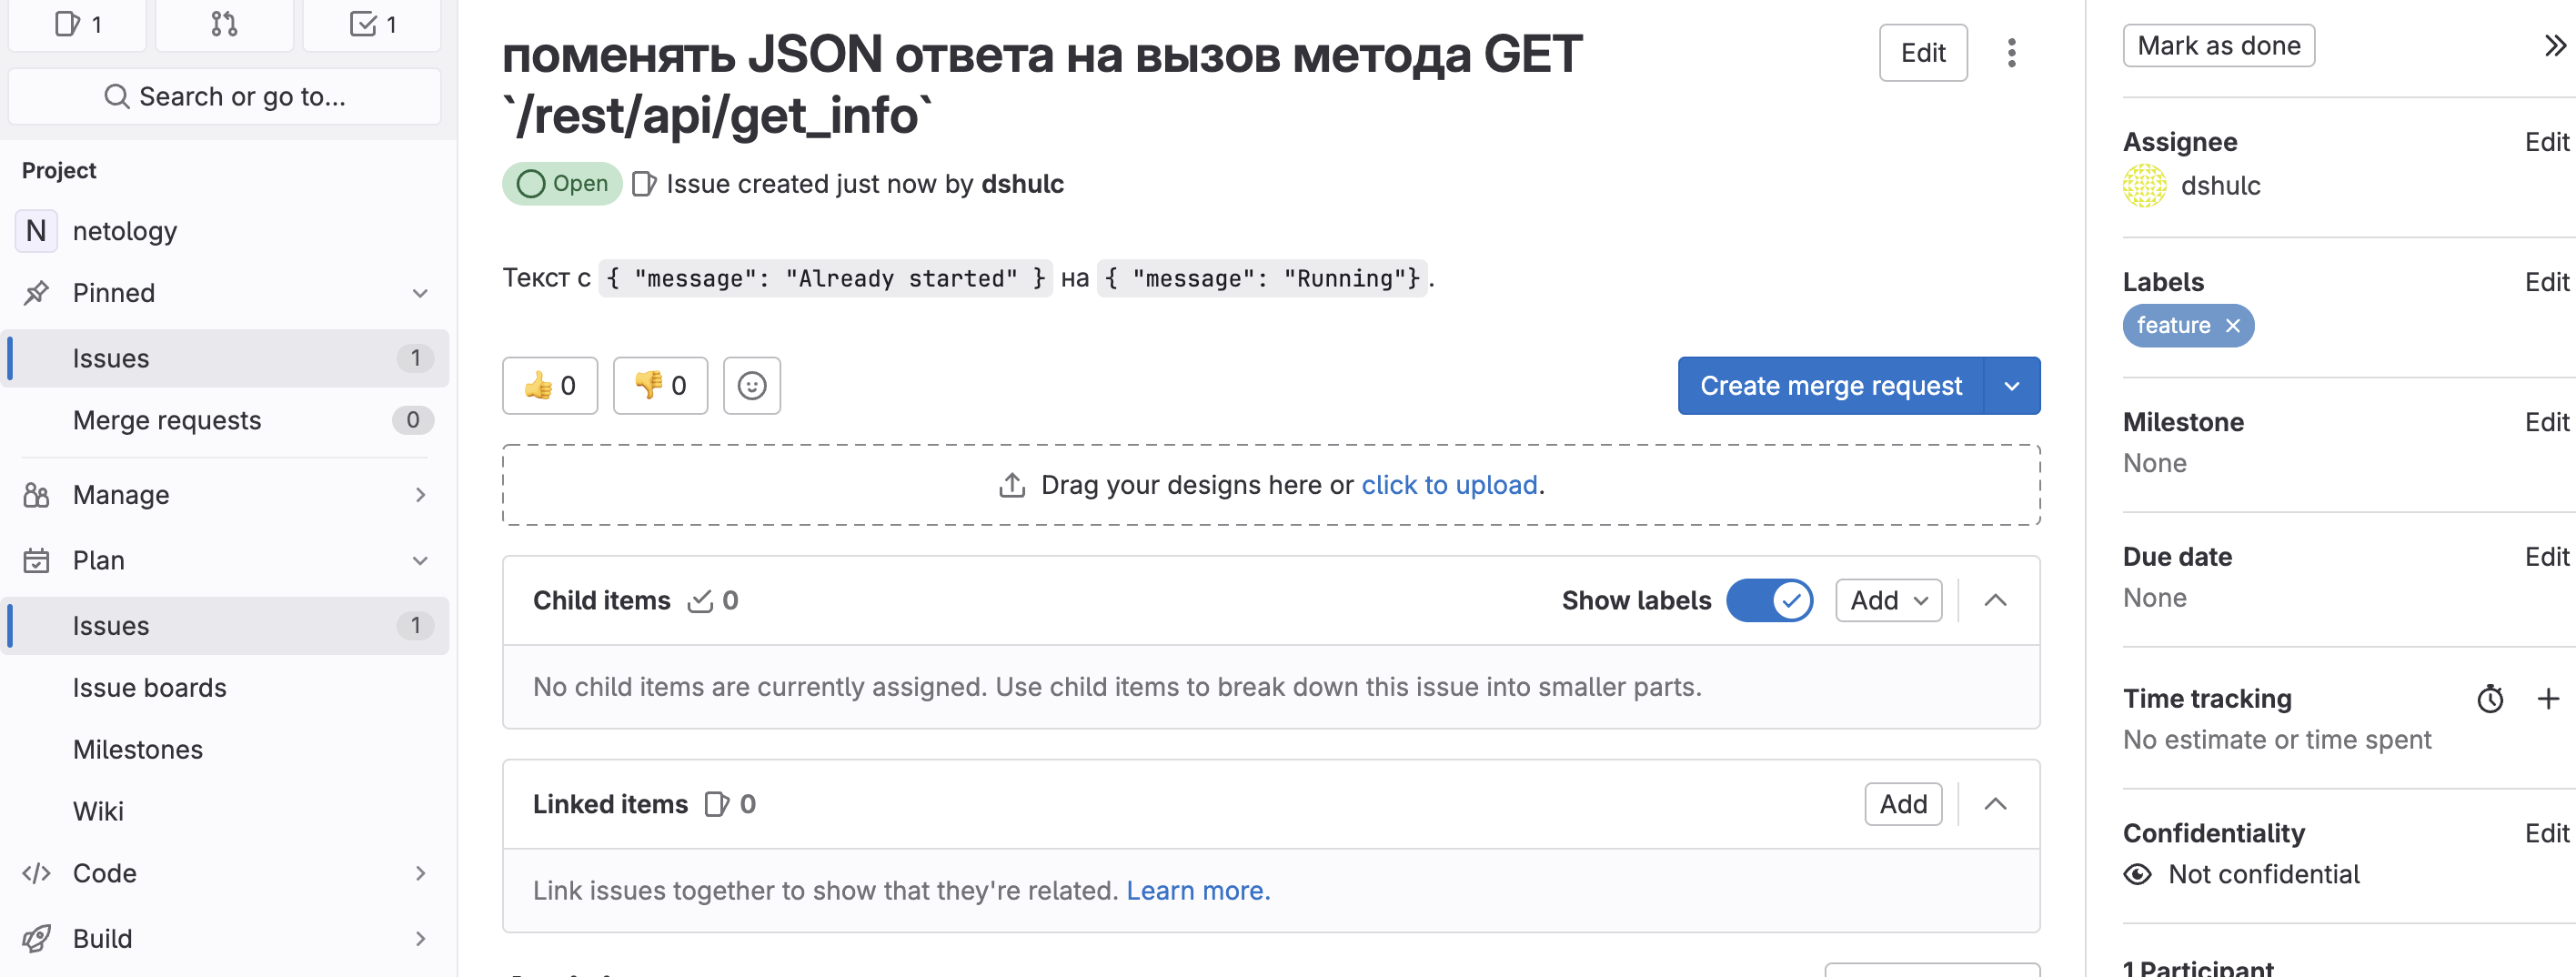 1
1
Search or go to...
Project
N netology
Pinned
Issues 1
Merge requests 0
Manage
Plan
Issues 1
Issue boards
Milestones
Wiki
Code
Build
поменять JSON ответа на вызов метода GET
`/rest/api/get_info`
Edit
Open Issue created just now by dshulc
Текст с { "message": "Already started" } на { "message": "Running"}.
👍 0 👎 0
Create merge request
Drag your designs here or click to upload.
Child items 0
Show labels
Add
No child items are currently assigned. Use child items to break down this issue into smaller parts.
Linked items 0
Add
Link issues together to show that they're related. Learn more.
Mark as done
Assignee Edit
dshulc
Labels Edit
feature
Milestone Edit
None
Due date Edit
None
Time tracking
No estimate or time spent
Confidentiality Edit
Not confidential
1 Participant